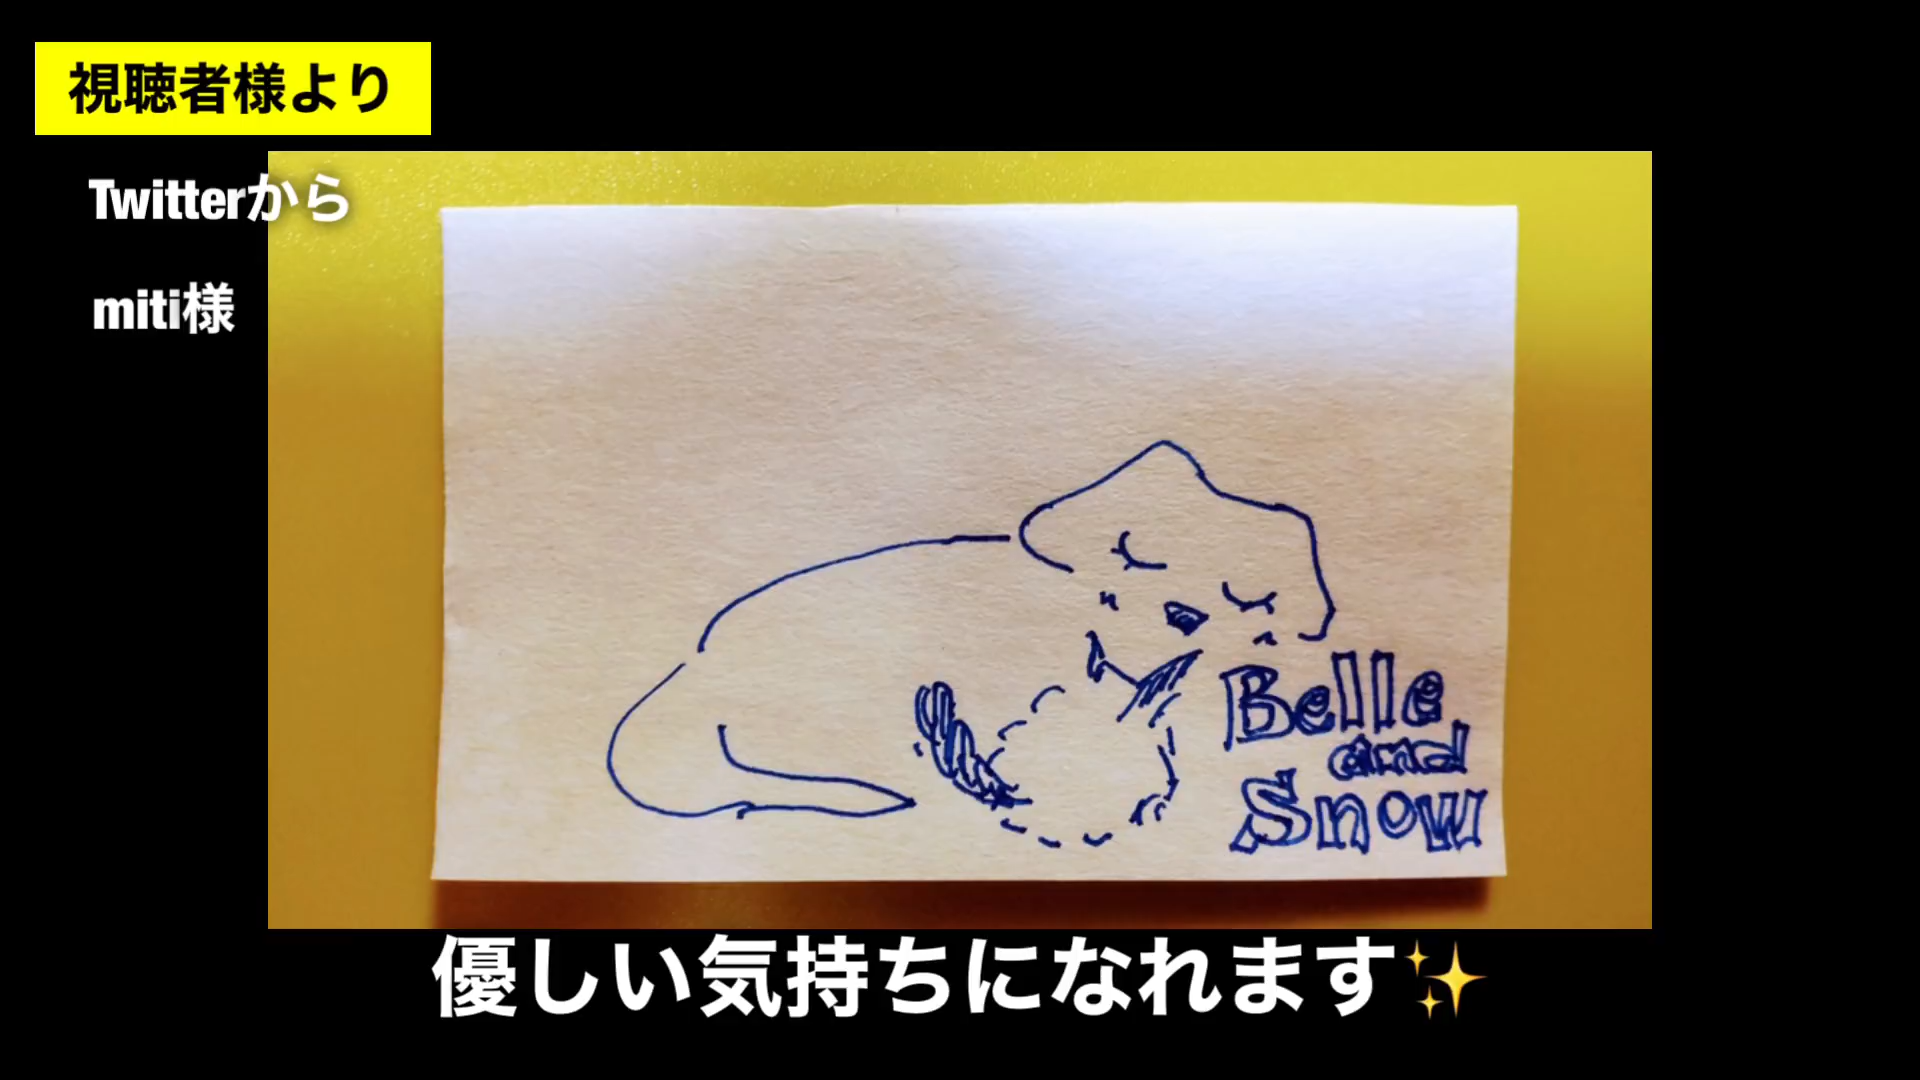 視聴者様より
Twitterから
miti様
Belle
and
Snow
優しい気持ちになれます✨